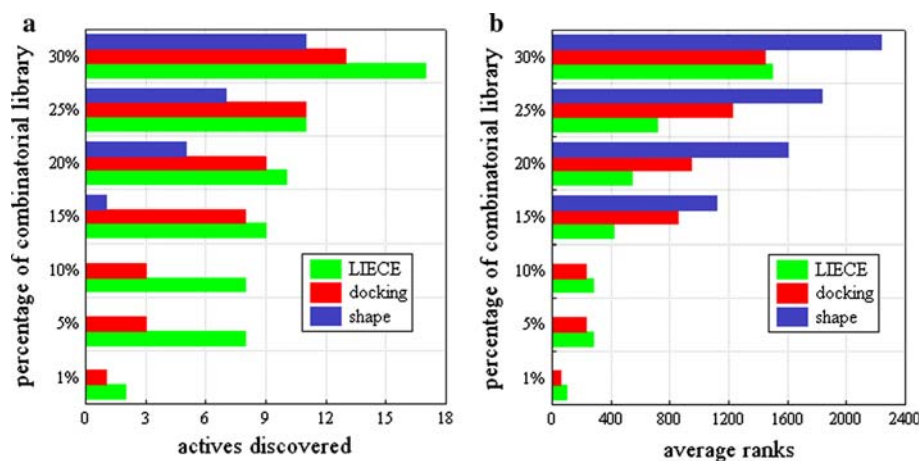 a
percentage of combinatorial library
30%
25%
20%
15%
10%
5%
1%
LIECE
docking
shape
0 3 6 9 12 15 18
actives discovered
b
percentage of combinatorial library
30%
25%
20%
15%
10%
5%
1%
LIECE
docking
shape
0 400 800 1200 1600 2000 2400
average ranks